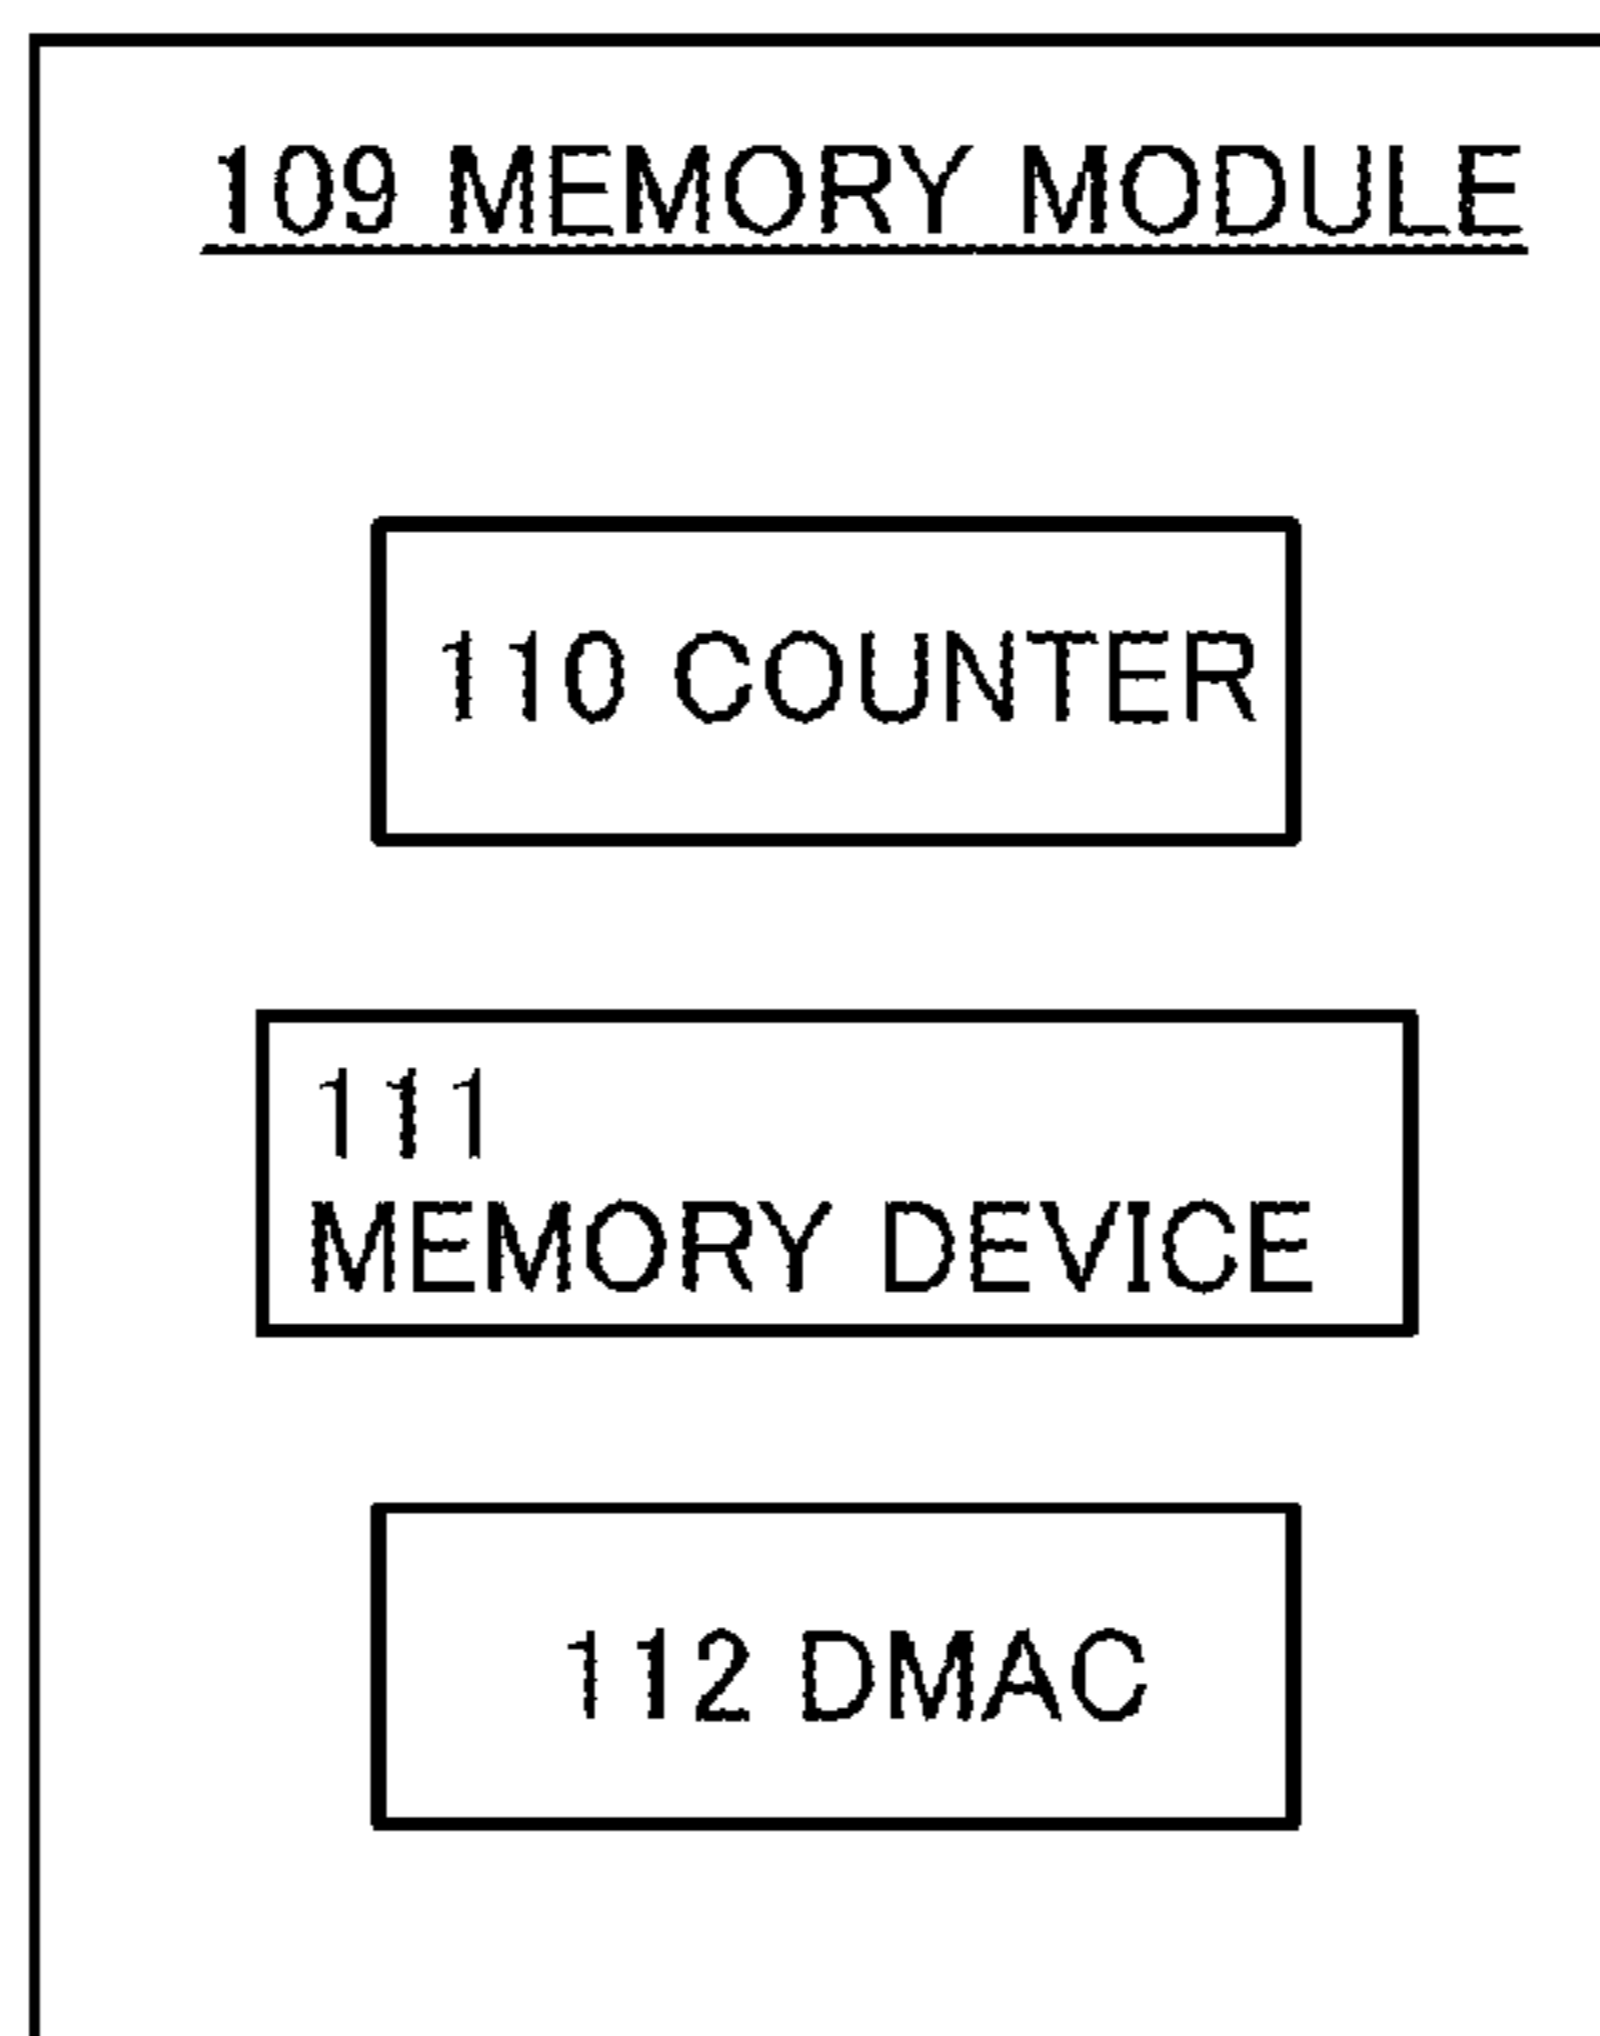 109 MEMORY MODULE
110 COUNTER
111
MEMORY DEVICE
112 DMAC